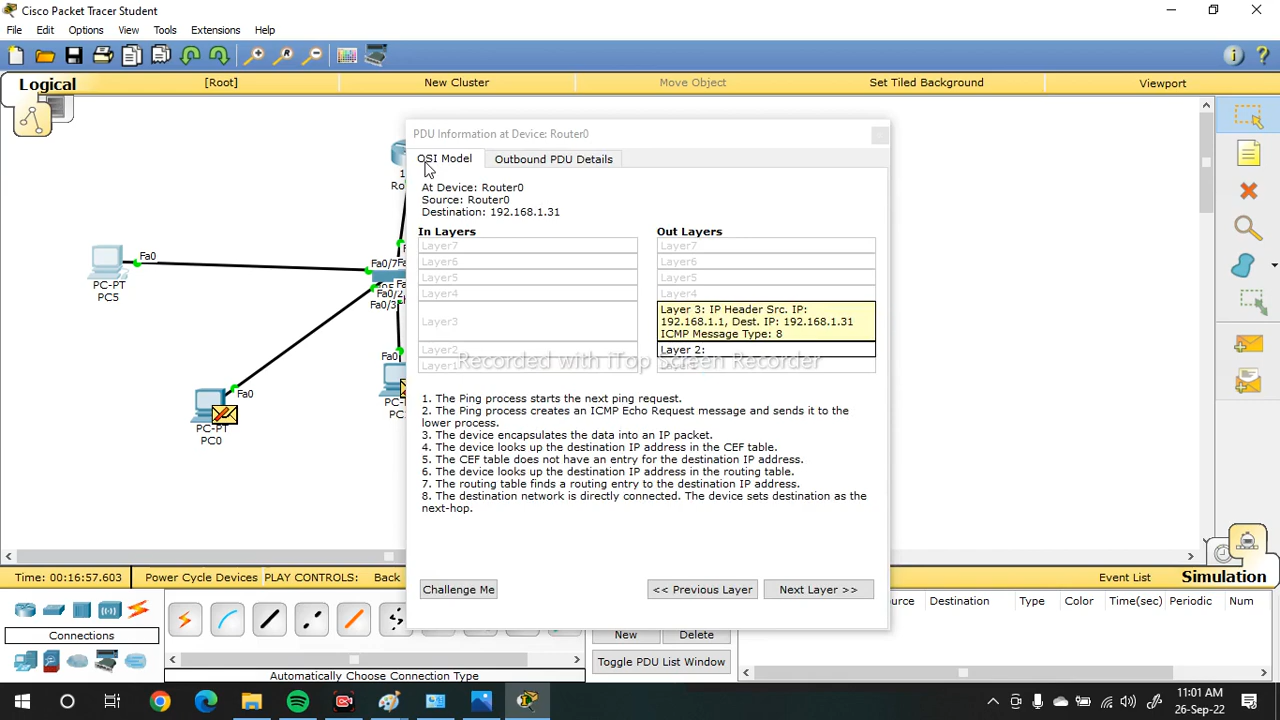 Cisco Packet Tracer Student
File Edit Options View Tools Extensions Help
Logical [Root] New Cluster Move Object Set Tiled Background Viewport
PDU Information at Device: Router0
OSI Model Outbound PDU Details
At Device: Router0
Source: Router0
Destination: 192.168.1.31
In Layers Out Layers
Layer7 Layer7
Layer6 Layer6
Layer5 Layer5
Layer4 Layer4
Layer3 Layer 3: IP Header Src. IP:
192.168.1.1, Dest. IP: 192.168.1.31
ICMP Message Type: 8
Layer2 Layer 2:
Layer1
Recorded with iTop Screen Recorder
1. The Ping process starts the next ping request.
2. The Ping process creates an ICMP Echo Request message and sends it to the
lower process.
3. The device encapsulates the data into an IP packet.
4. The device looks up the destination IP address in the CEF table.
5. The CEF table does not have an entry for the destination IP address.
6. The device looks up the destination IP address in the routing table.
7. The routing table finds a routing entry to the destination IP address.
8. The destination network is directly connected. The device sets destination as the
next-hop.
Challenge Me << Previous Layer Next Layer >>
Fa0
PC-PT
PC5
Fa0/7
Fa0/2
Fa0/3
Fa0
PC-PT
PC0
Fa0
Time: 00:16:57.603 Power Cycle Devices PLAY CONTROLS: Back Event List Simulation
Destination Type Color Time(sec) Periodic Num
Connections
New Delete
Toggle PDU List Window
Automatically Choose Connection Type
11:01 AM
26-Sep-22